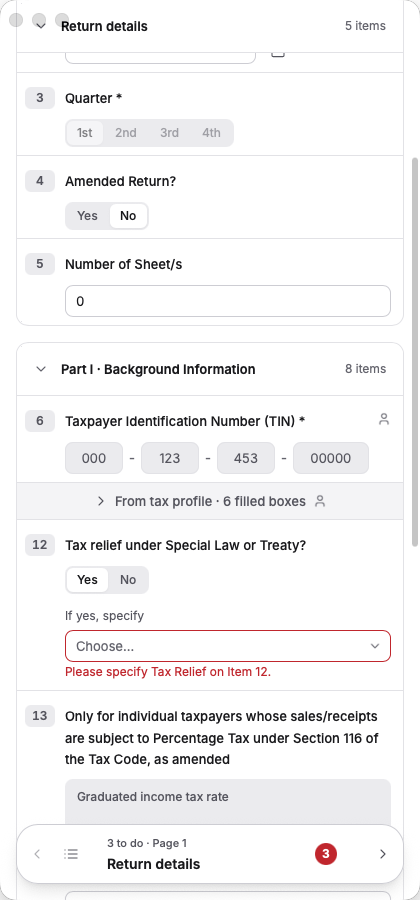 Return details 5 items
3 Quarter *
1st 2nd 3rd 4th
4 Amended Return?
Yes No
5 Number of Sheet/s
0
Part I · Background Information 8 items
6 Taxpayer Identification Number (TIN) *
000 - 123 - 453 - 00000
From tax profile · 6 filled boxes
12 Tax relief under Special Law or Treaty?
Yes No
If yes, specify
Choose...
Please specify Tax Relief on Item 12.
13 Only for individual taxpayers whose sales/receipts
are subject to Percentage Tax under Section 116 of
the Tax Code, as amended
Graduated income tax rate
3 to do · Page 1
Return details 3